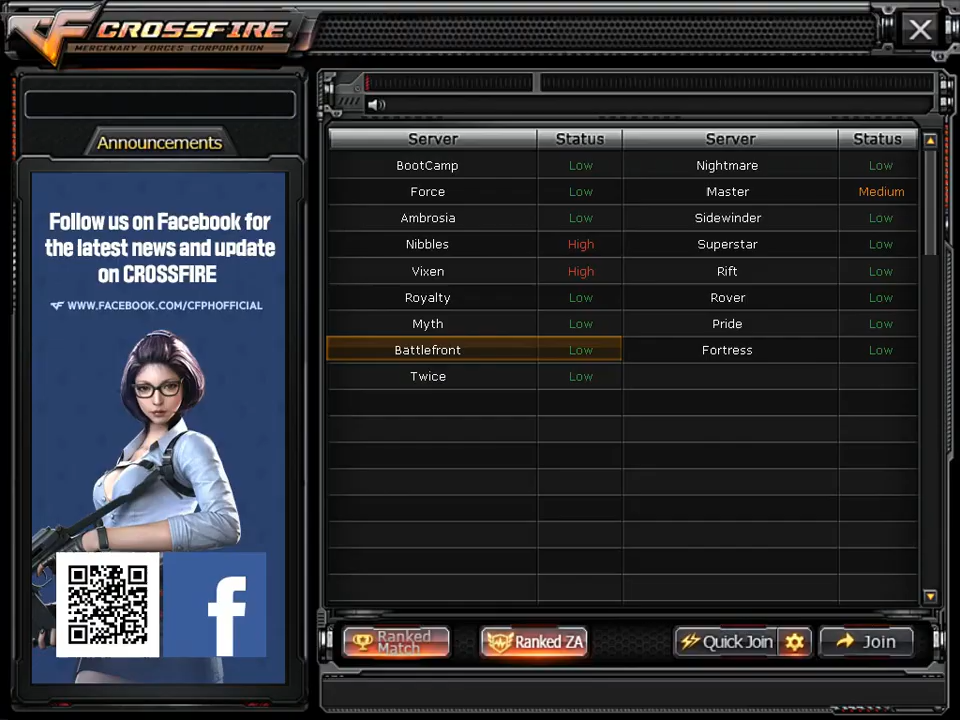 CROSSFIRE
MERCENARY FORCES CORPORATION
Announcements
Follow us on Facebook for
the latest news and update
on CROSSFIRE
WWW.FACEBOOK.COM/CFPHOFFICIAL
f
Server Status Server Status
BootCamp Low Nightmare Low
Force Low Master Medium
Ambrosia Low Sidewinder Low
Nibbles High Superstar Low
Vixen High Rift Low
Royalty Low Rover Low
Myth Low Pride Low
Battlefront Low Fortress Low
Twice Low
Ranked
Match
Ranked ZA
Quick Join
Join